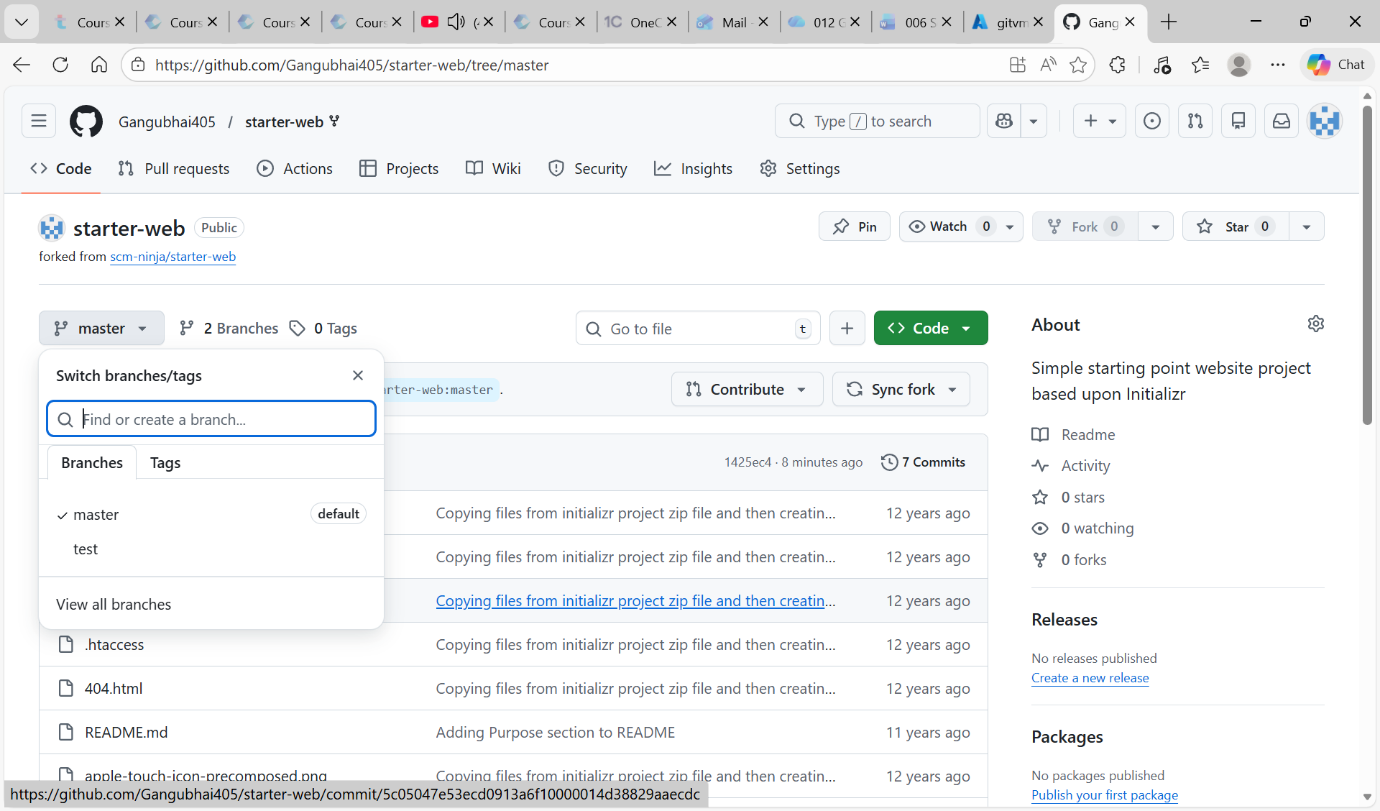 Cours
Cours
Cours
Cours
(4
Cours
1C OneC
Mail -
012 G
006 S
gitvm
Gang
https://github.com/Gangubhai405/starter-web/tree/master
Chat
Gangubhai405 / starter-web
Type / to search
Code Pull requests Actions Projects Wiki Security Insights Settings
starter-web Public
Pin Watch 0 Fork 0 Star 0
forked from scm-ninja/starter-web
master 2 Branches 0 Tags
Go to file t
Code
Switch branches/tags
Find or create a branch...
Branches Tags
master default
test
View all branches
arter-web:master .
Contribute Sync fork
1425ec4 · 8 minutes ago 7 Commits
Copying files from initializr project zip file and then creatin... 12 years ago
Copying files from initializr project zip file and then creatin... 12 years ago
Copying files from initializr project zip file and then creatin... 12 years ago
.htaccess Copying files from initializr project zip file and then creatin... 12 years ago
404.html Copying files from initializr project zip file and then creatin... 12 years ago
README.md Adding Purpose section to README 11 years ago
apple-touch-icon-precomposed.png Copying files from initializr project zip file and then creatin... 12 years ago
About
Simple starting point website project
based upon Initializr
Readme
Activity
0 stars
0 watching
0 forks
Releases
No releases published
Create a new release
Packages
No packages published
Publish your first package
https://github.com/Gangubhai405/starter-web/commit/5c05047e53ecd0913a6f10000014d38829aaecdc